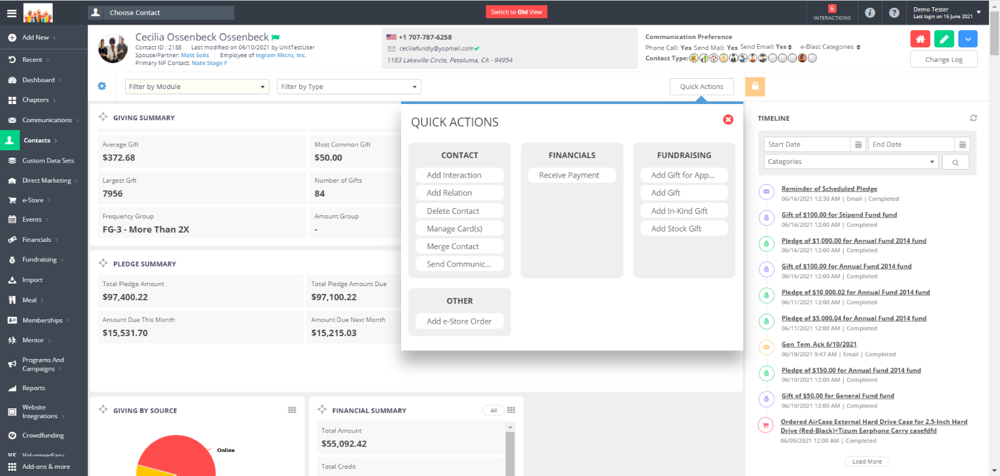 Choose Contact
Switch to Old View
6
INTERACTIONS
Demo Tester
Last login on 16 June 2021
Add New
Recent
Dashboard
Chapters
Communications
Contacts
Custom Data Sets
Direct Marketing
e-Store
Events
Financials
Fundraising
Import
Meal
Memberships
Mentor
Programs And
Campaigns
Reports
Website
Integrations
Crowdfunding
VolunteerEasy
Add-ons & more
Cecilia Ossenbeck Ossenbeck
Contact ID : 2188 Last modified on 06/10/2021 by UnitTestUser
Spouse/Partner: Matt Solis Employee of Ingram Micro, Inc.
Primary NP Contact: Nate Stage F
+1 707-787-6258
ceciliafundly@yopmail.com
1183 Lakeville Circle, Petaluma, CA - 94954
Communication Preference
Phone Call: Yes Send Mail: Yes Send Email: Yes e-Blast Categories
Contact Type:
Change Log
Filter by Module
Filter by Type
Quick Actions
GIVING SUMMARY
Average Gift
$372.68
Most Common Gift
$50.00
Largest Gift
7956
Number of Gifts
84
Frequency Group
FG-3 - More Than 2X
Amount Group
-
PLEDGE SUMMARY
Total Pledge Amount
$97,400.22
Total Pledge Amount Due
$97,100.22
Amount Due This Month
$15,531.70
Amount Due Next Month
$15,215.03
GIVING BY SOURCE
Online
FINANCIAL SUMMARY
All
Total Amount
$55,092.42
Total Credit
QUICK ACTIONS
CONTACT
Add Interaction
Add Relation
Delete Contact
Manage Card(s)
Merge Contact
Send Communic...
FINANCIALS
Receive Payment
FUNDRAISING
Add Gift for App...
Add Gift
Add In-Kind Gift
Add Stock Gift
OTHER
Add e-Store Order
TIMELINE
Start Date
End Date
Categories
Reminder of Scheduled Pledge
06/16/2021 12:30 AM | Email | Completed
Gift of $100.00 for Stipend Fund fund
06/16/2021 12:00 AM | Completed
Pledge of $1,000.00 for Annual Fund 2014 fund
06/16/2021 12:00 AM | Completed
Gift of $100.00 for Annual Fund 2014 fund
06/16/2021 12:00 AM | Completed
Pledge of $10,000.02 for Annual Fund 2014 fund
06/11/2021 12:00 AM | Completed
Pledge of $5,000.04 for Annual Fund 2014 fund
06/11/2021 12:00 AM | Completed
Gen_Tem_Ack 6/10/2021
06/10/2021 9:47 AM | Email | Completed
Pledge of $150.00 for Annual Fund 2014 fund
06/10/2021 12:00 AM | Completed
Gift of $50.00 for General Fund fund
06/10/2021 12:00 AM | Completed
Ordered AirCase External Hard Drive Case for 2.5-Inch Hard
Drive (Red-Black)+Tizum Earphone Carry casefdfd
06/09/2021 12:00 AM | Completed
Load More